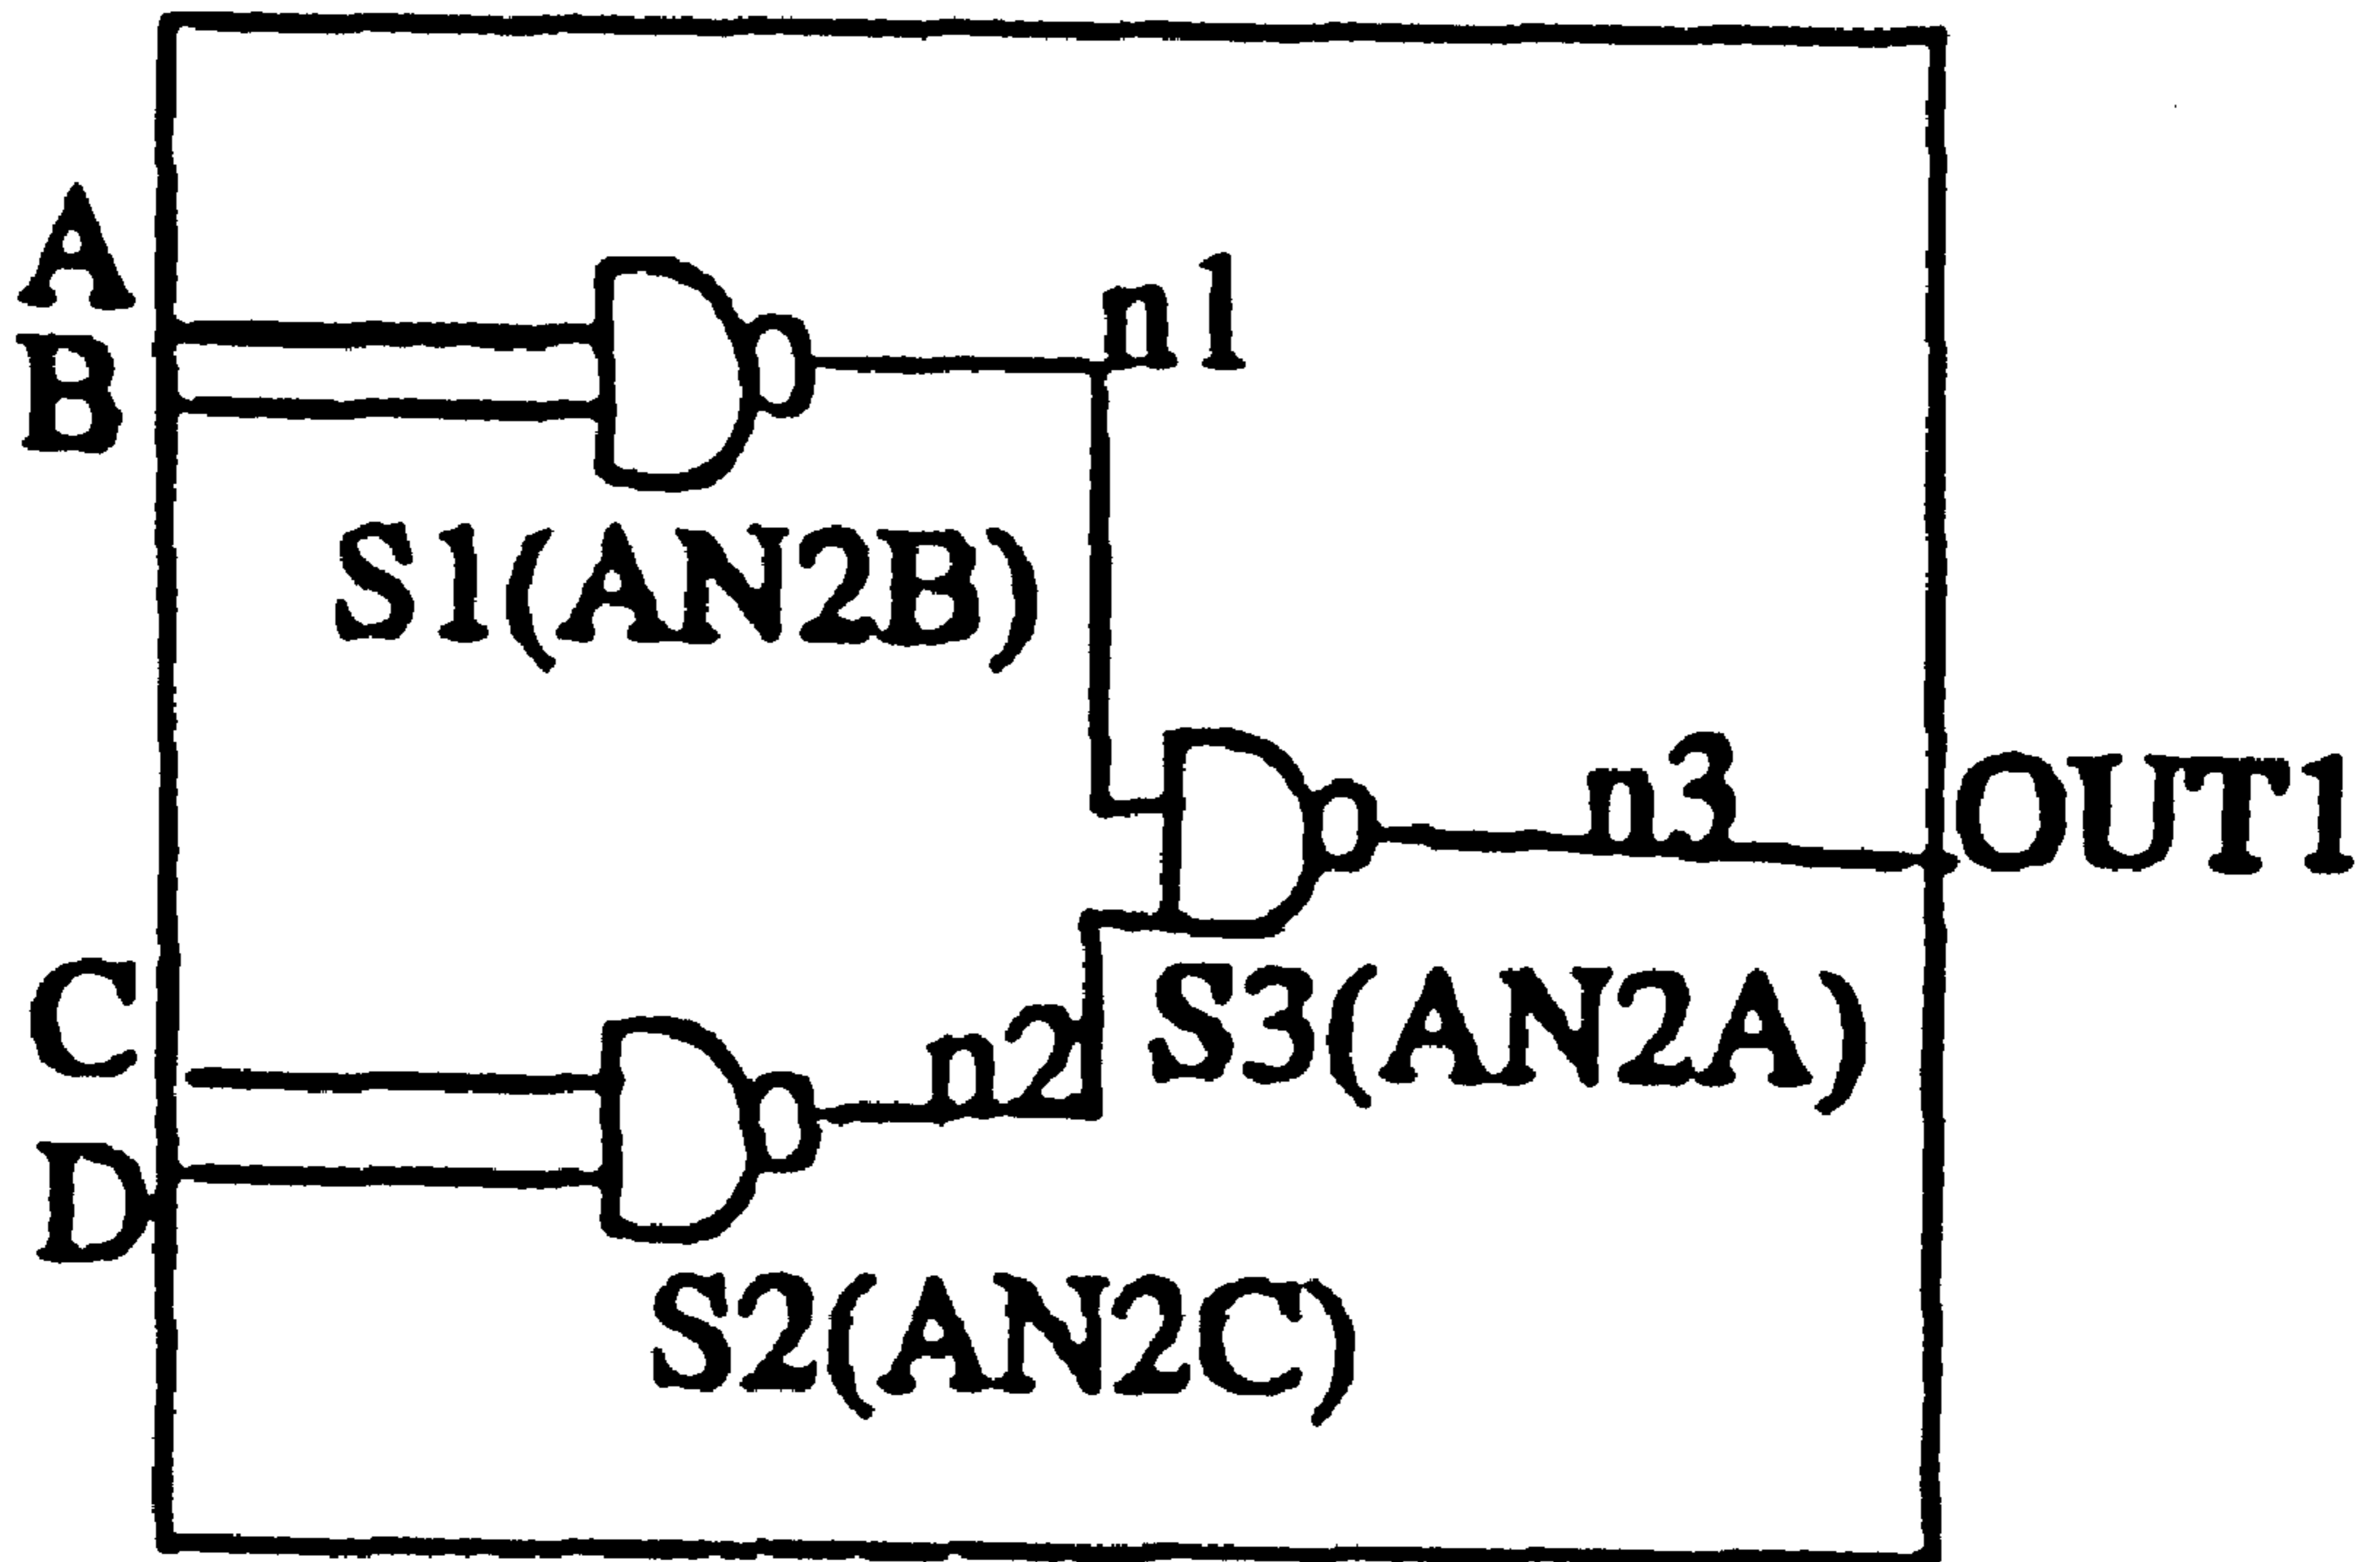 A
n1
B
S1(AN2B)
n3
OUT1
C
n2
S3(AN2A)
D
S2(AN2C)